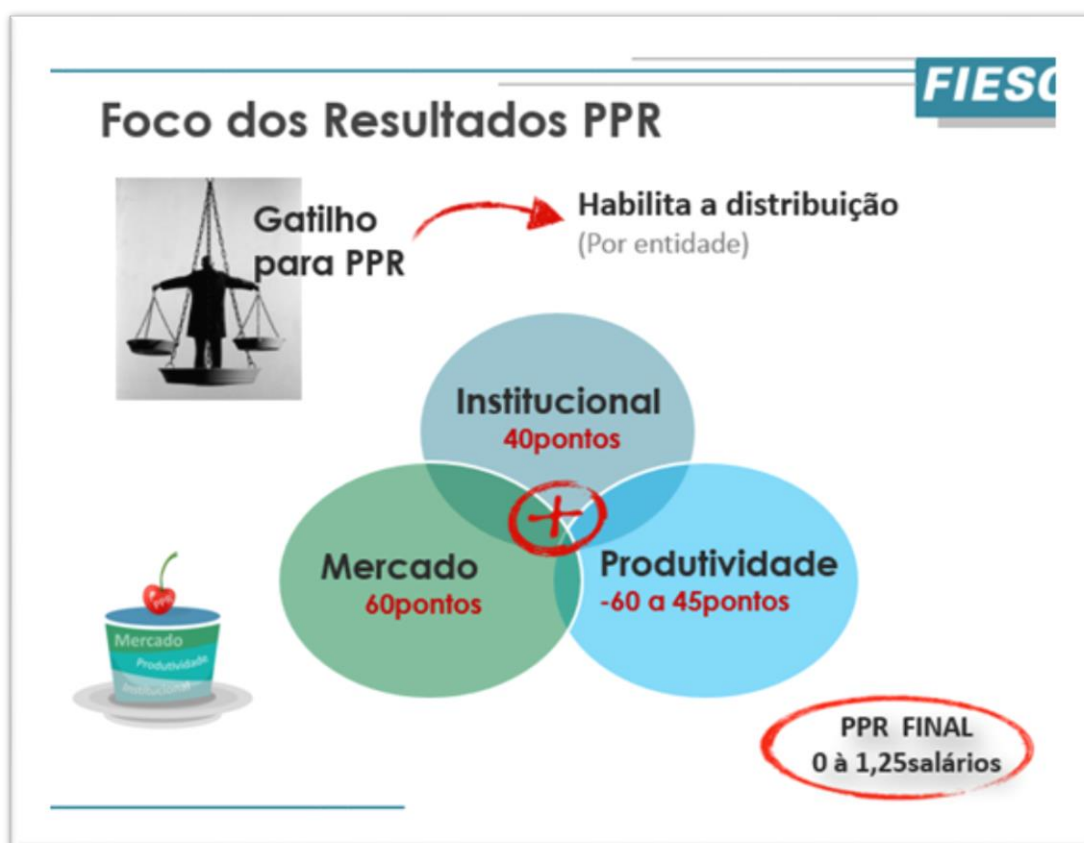 FIESC
Foco dos Resultados PPR
Gatilho
para PPR
Habilita a distribuição
(Por entidade)
Institucional
40pontos
+
Mercado
60pontos
Produtividade
-60 a 45pontos
PPR
Mercado
Produtividade
Institucional
PPR FINAL
0 à 1,25salários